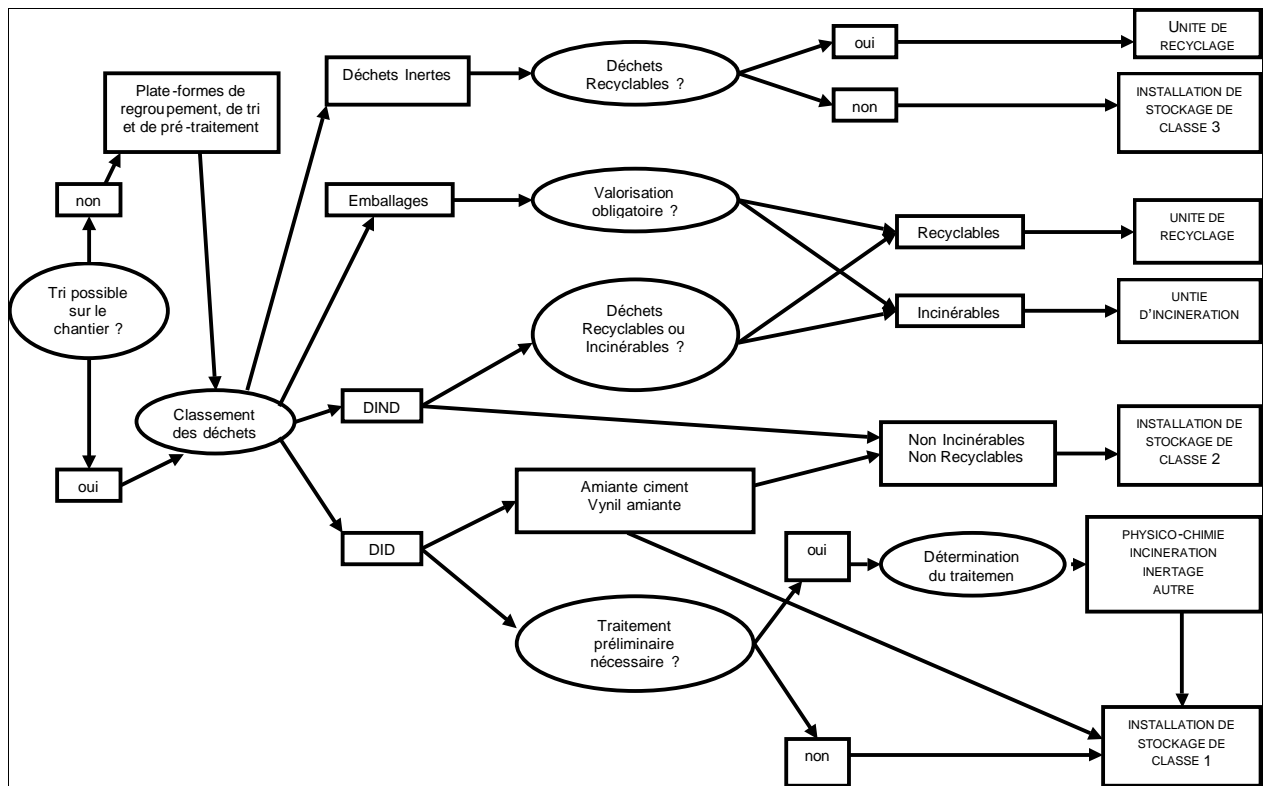 Tri possible
sur le
chantier ?
non
oui
Plate-formes de
regroupement, de tri
et de pré-traitement
Classement
des déchets
Déchets Inertes
Déchets
Recyclables ?
oui
UNITE DE
RECYCLAGE
non
INSTALLATION DE
STOCKAGE DE
CLASSE 3
Emballages
Valorisation
obligatoire ?
Recyclables
UNITE DE
RECYCLAGE
Déchets
Recyclables ou
Incinérables ?
Incinérables
UNTIE
D'INCINERATION
DIND
Non Incinérables
Non Recyclables
INSTALLATION DE
STOCKAGE DE
CLASSE 2
DID
Amiante ciment
Vynil amiante
Traitement
préliminaire
nécessaire ?
oui
Détermination
du traitemen
PHYSICO-CHIMIE
INCINERATION
INERTAGE
AUTRE
non
INSTALLATION DE
STOCKAGE DE
CLASSE 1